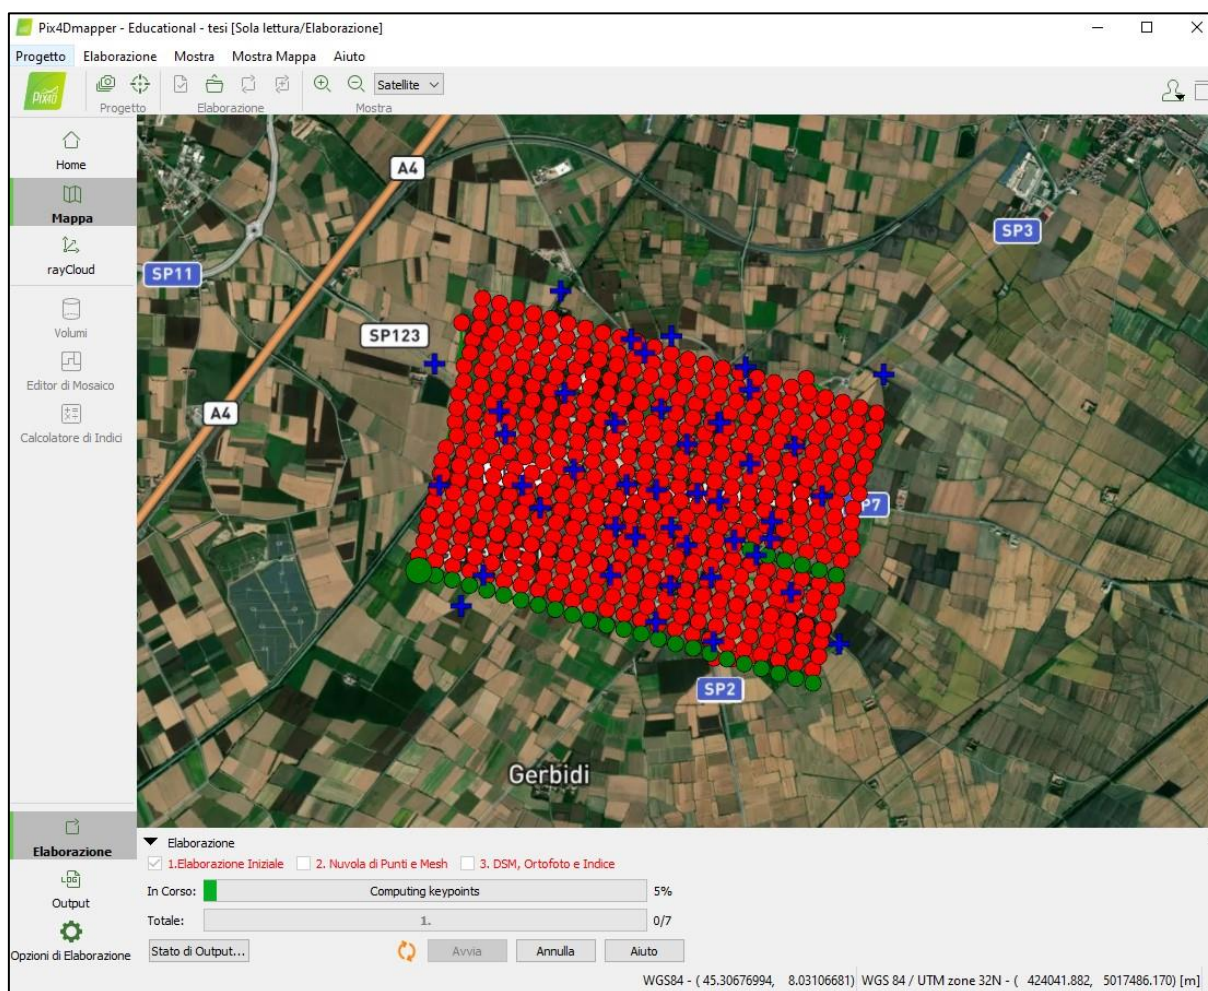 Pix4Dmapper - Educational - tesi [Sola lettura/Elaborazione]
Progetto Elaborazione Mostra Mostra Mappa Aiuto
PIX4D
Satellite
Progetto Elaborazione Mostra
Home
Mappa
rayCloud
Volumi
Editor di Mosaico
Calcolatore di Indici
A4
SP3
SP11
SP123
A4
P7
SP2
Gerbidi
Elaborazione
LOG
Output
Opzioni di Elaborazione
Elaborazione
1.Elaborazione Iniziale 2. Nuvola di Punti e Mesh 3. DSM, Ortofoto e Indice
In Corso: Computing keypoints 5%
Totale: 1. 0/7
Stato di Output... Avvia Annulla Aiuto
WGS84 - ( 45.30676994, 8.03106681) WGS 84 / UTM zone 32N - ( 424041.882, 5017486.170) [m]